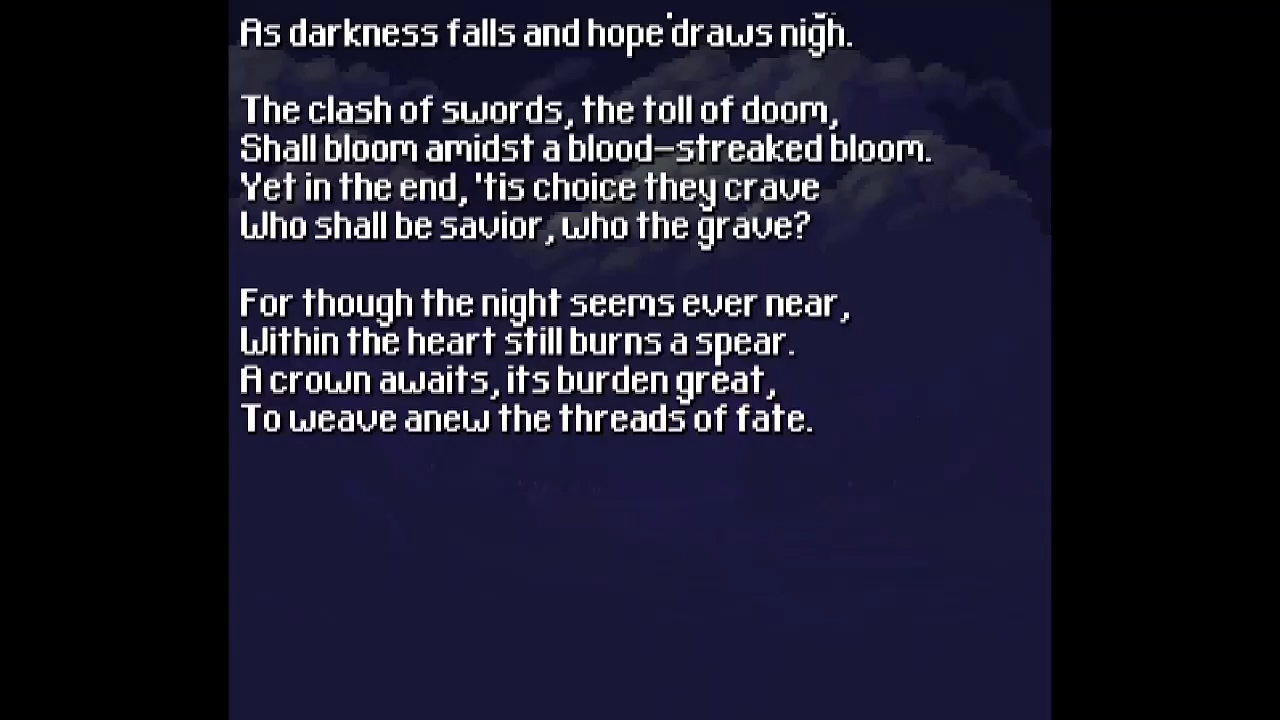 As darkness falls and hope draws nigh.
The clash of swords, the toll of doom,
Shall bloom amidst a blood-streaked bloom.
Yet in the end, 'tis choice they crave
Who shall be savior, who the grave?
For though the night seems ever near,
Within the heart still burns a spear.
A crown awaits, its burden great,
To weave anew the threads of fate.